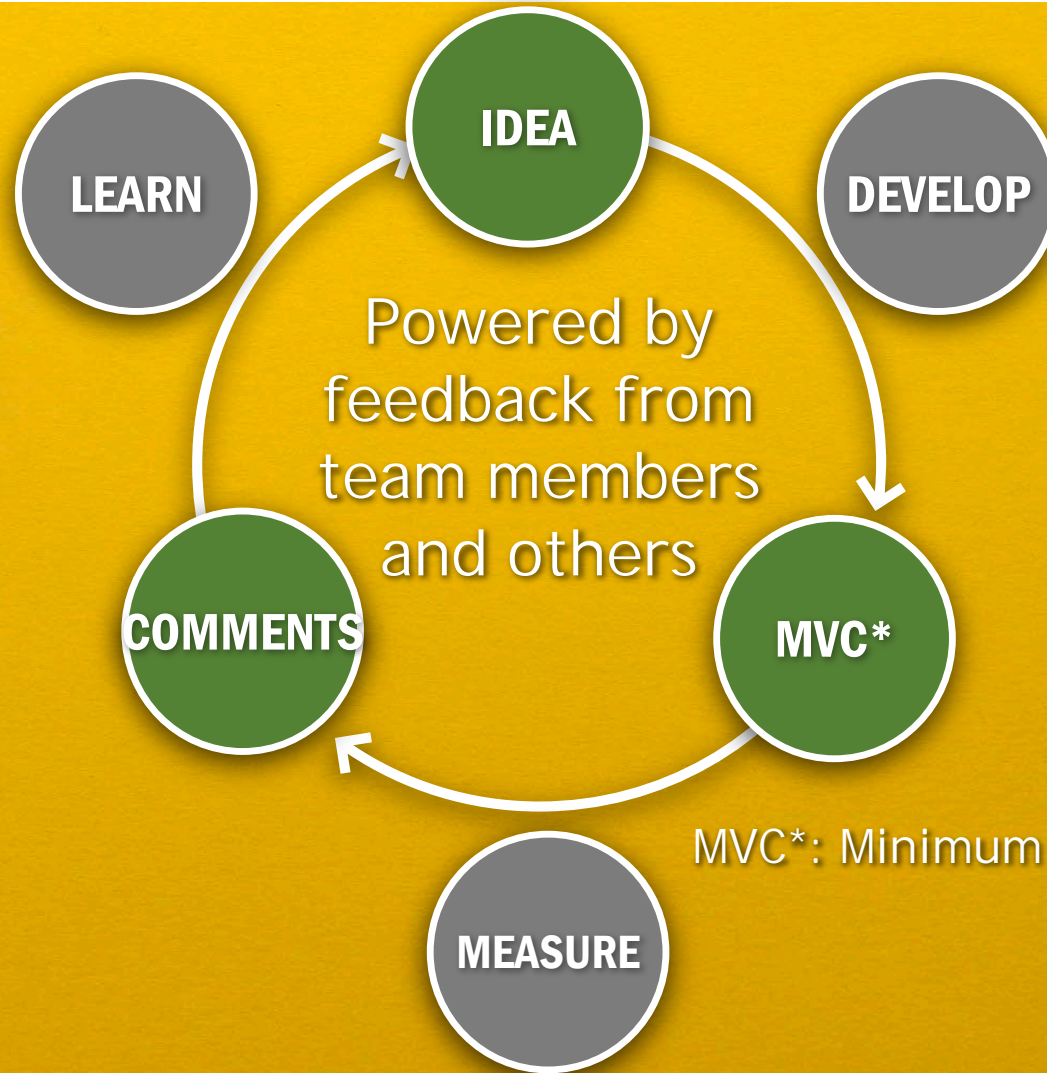 IDEA
LEARN
DEVELOP
Powered by
feedback from
team members
and others
COMMENTS
MVC*
MVC*: Minimum
MEASURE